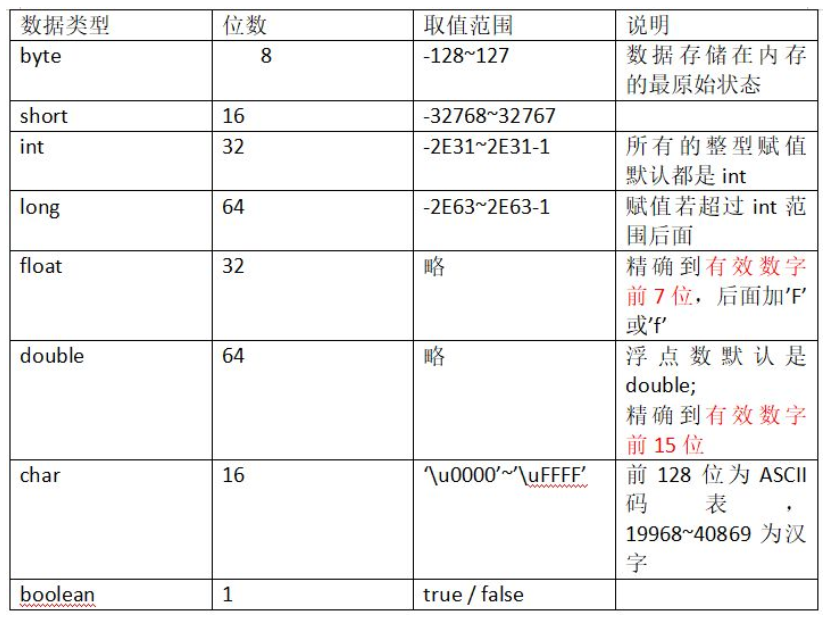 数据类型 位数 取值范围 说明
byte 8 -128~127 数据存储在内存
的最原始状态
short 16 -32768~32767
int 32 -2E31~2E31-1 所有的整型赋值
默认都是 int
long 64 -2E63~2E63-1 赋值若超过 int 范
围后面
float 32 略 精确到有效数字
前 7 位，后面加’F’
或’f’
double 64 略 浮点数默认是
double;
精确到有效数字
前 15 位
char 16 ‘\u0000’~’\uFFFF’ 前 128 位为 ASCII
码表，
19968~40869 为汉
字
boolean 1 true / false